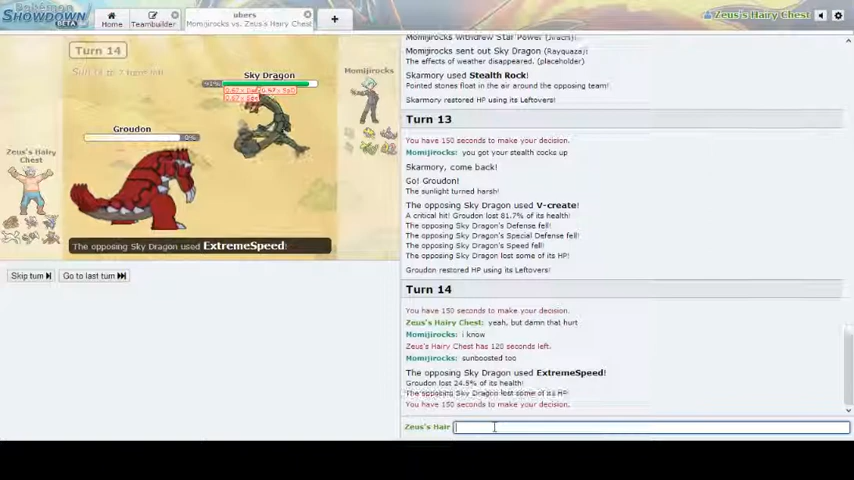 Pokémon
SHOWDOWN
BETA
Home
Teambuilder
ubers
Momijirocks vs. Zeus's Hairy Chest
Zeus's Hairy Chest
Turn 14
Sky Dragon
Momijirocks
Groudon
0%
Zeus's Hairy
Chest
The opposing Sky Dragon used ExtremeSpeed!
Skip turn
Go to last turn
Momijirocks withdrew Star Power (Jirachi)!
Momijirocks sent out Sky Dragon (Rayquaza)!
The effects of weather disappeared. (placeholder)
Skarmory used Stealth Rock!
Pointed stones float in the air around the opposing team!
Skarmory restored HP using its Leftovers!
Turn 13
You have 150 seconds to make your decision.
Momijirocks: you got your stealth cocks up
Skarmory, come back!
Go! Groudon!
The sunlight turned harsh!
The opposing Sky Dragon used V-create!
A critical hit! Groudon lost 81.7% of its health!
The opposing Sky Dragon's Defense fell!
The opposing Sky Dragon's Special Defense fell!
The opposing Sky Dragon's Speed fell!
The opposing Sky Dragon lost some of its HP!
Groudon restored HP using its Leftovers!
Turn 14
You have 150 seconds to make your decision.
Zeus's Hairy Chest: yeah, but damn that hurt
Momijirocks: i know
Zeus's Hairy Chest has 120 seconds left.
Momijirocks: sunboosted too
The opposing Sky Dragon used ExtremeSpeed!
Groudon lost 24.5% of its health!
The opposing Sky Dragon lost some of its HP!
You have 150 seconds to make your decision.
Zeus's Hair